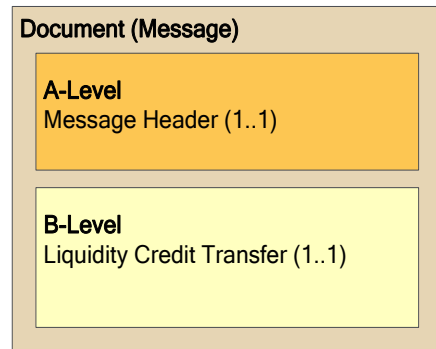 Document (Message)
A-Level
Message Header (1..1)
B-Level
Liquidity Credit Transfer (1..1)